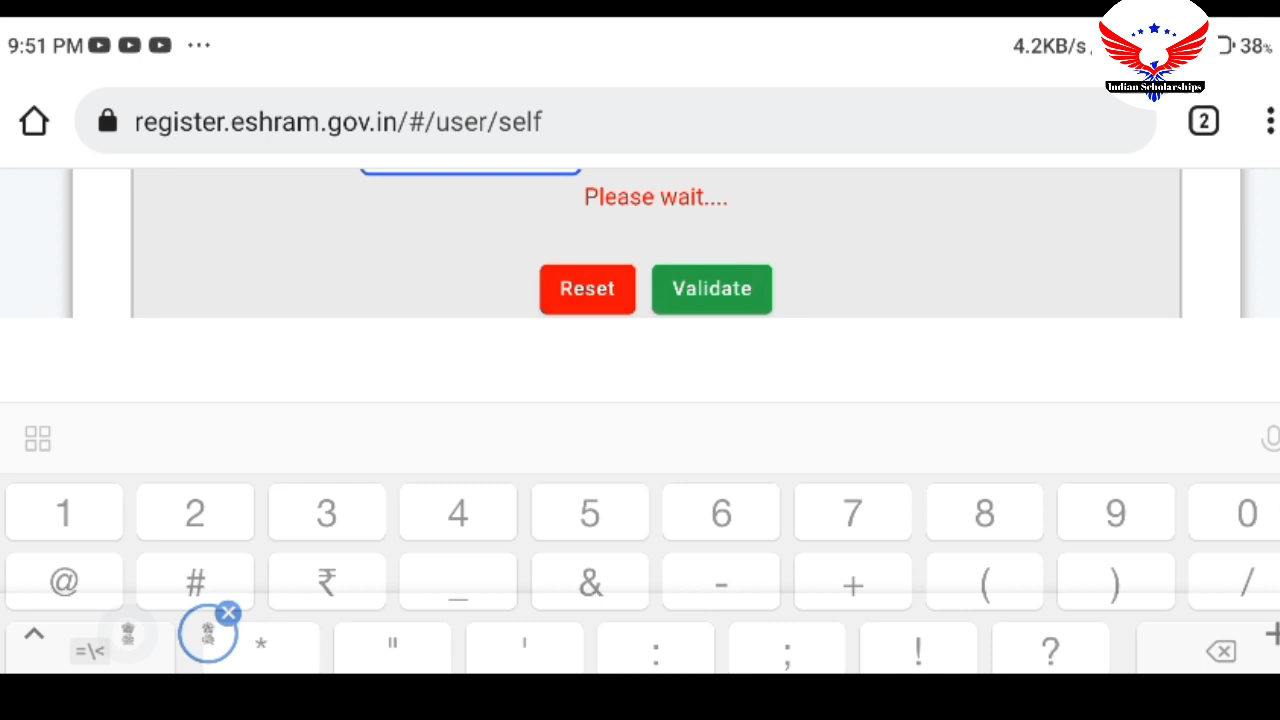 9:51 PM ... 4.2KB/s 38%
Indian Scholarships
register.eshram.gov.in/#/user/self 2
Please wait....
Reset Validate
1 2 3 4 5 6 7 8 9 0
@ # ₹ _ & - + ( ) /
=\< * " ' : ; ! ?